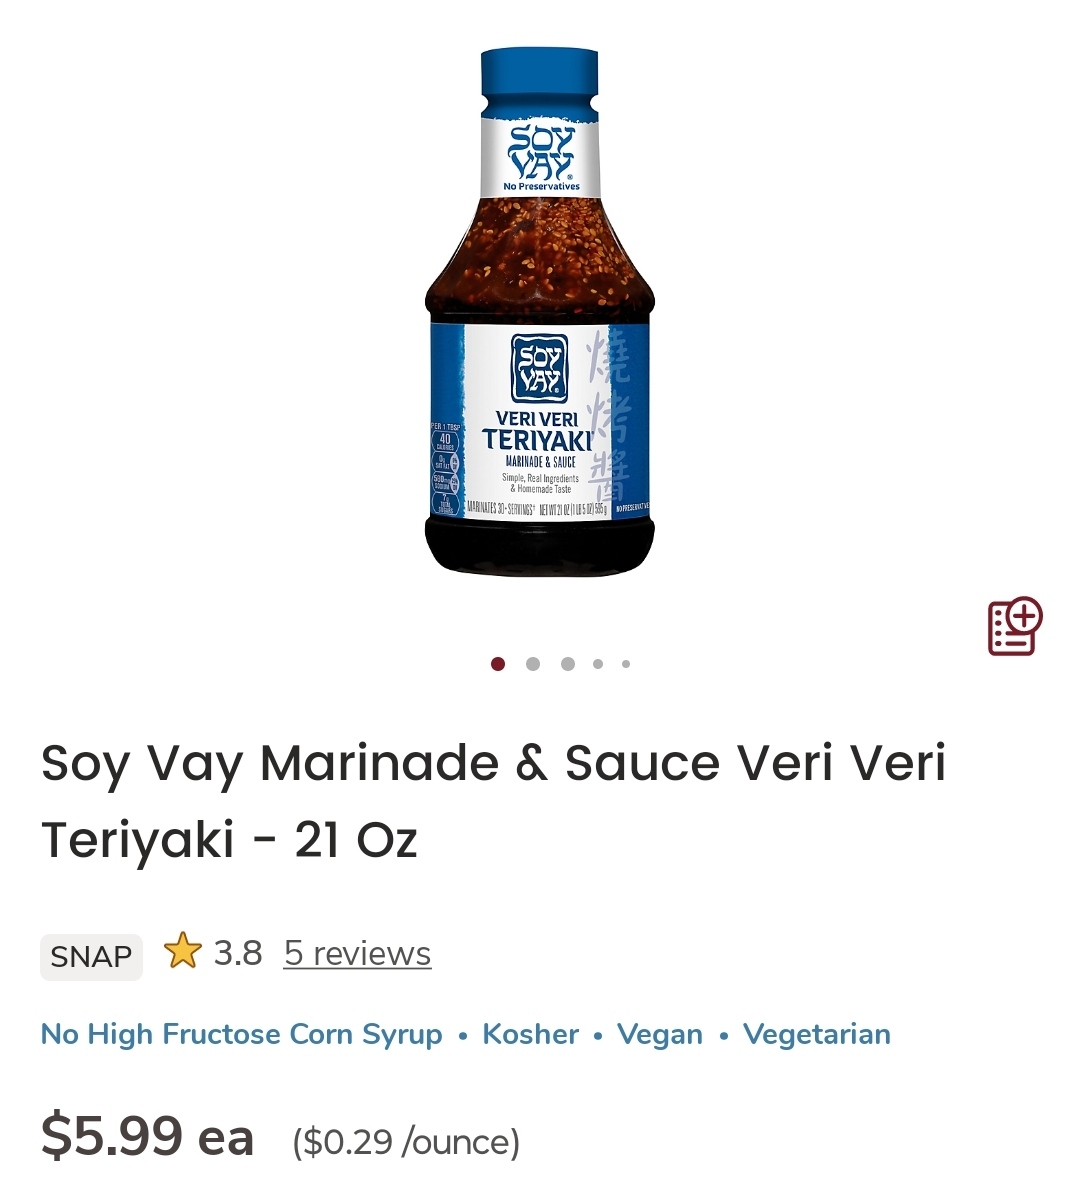 SOY
VAY®
No Preservatives
SOY
VAY®
VERI VERI
TERIYAKI
MARINADE & SAUCE
Simple, Real Ingredients
& Homemade Taste
MARINATES 30+ SERVINGS* NET WT 21 OZ (1 LB 5 OZ) 595 g
燒烤醬
PER 1 TBSP
40
CALORIES
0g
SAT FAT
SODIUM
TOTAL
SUGARS
NO PRESERVATIVE
Soy Vay Marinade & Sauce Veri Veri
Teriyaki - 21 Oz
SNAP 3.8 5 reviews
No High Fructose Corn Syrup • Kosher • Vegan • Vegetarian
$5.99 ea ($0.29 /ounce)